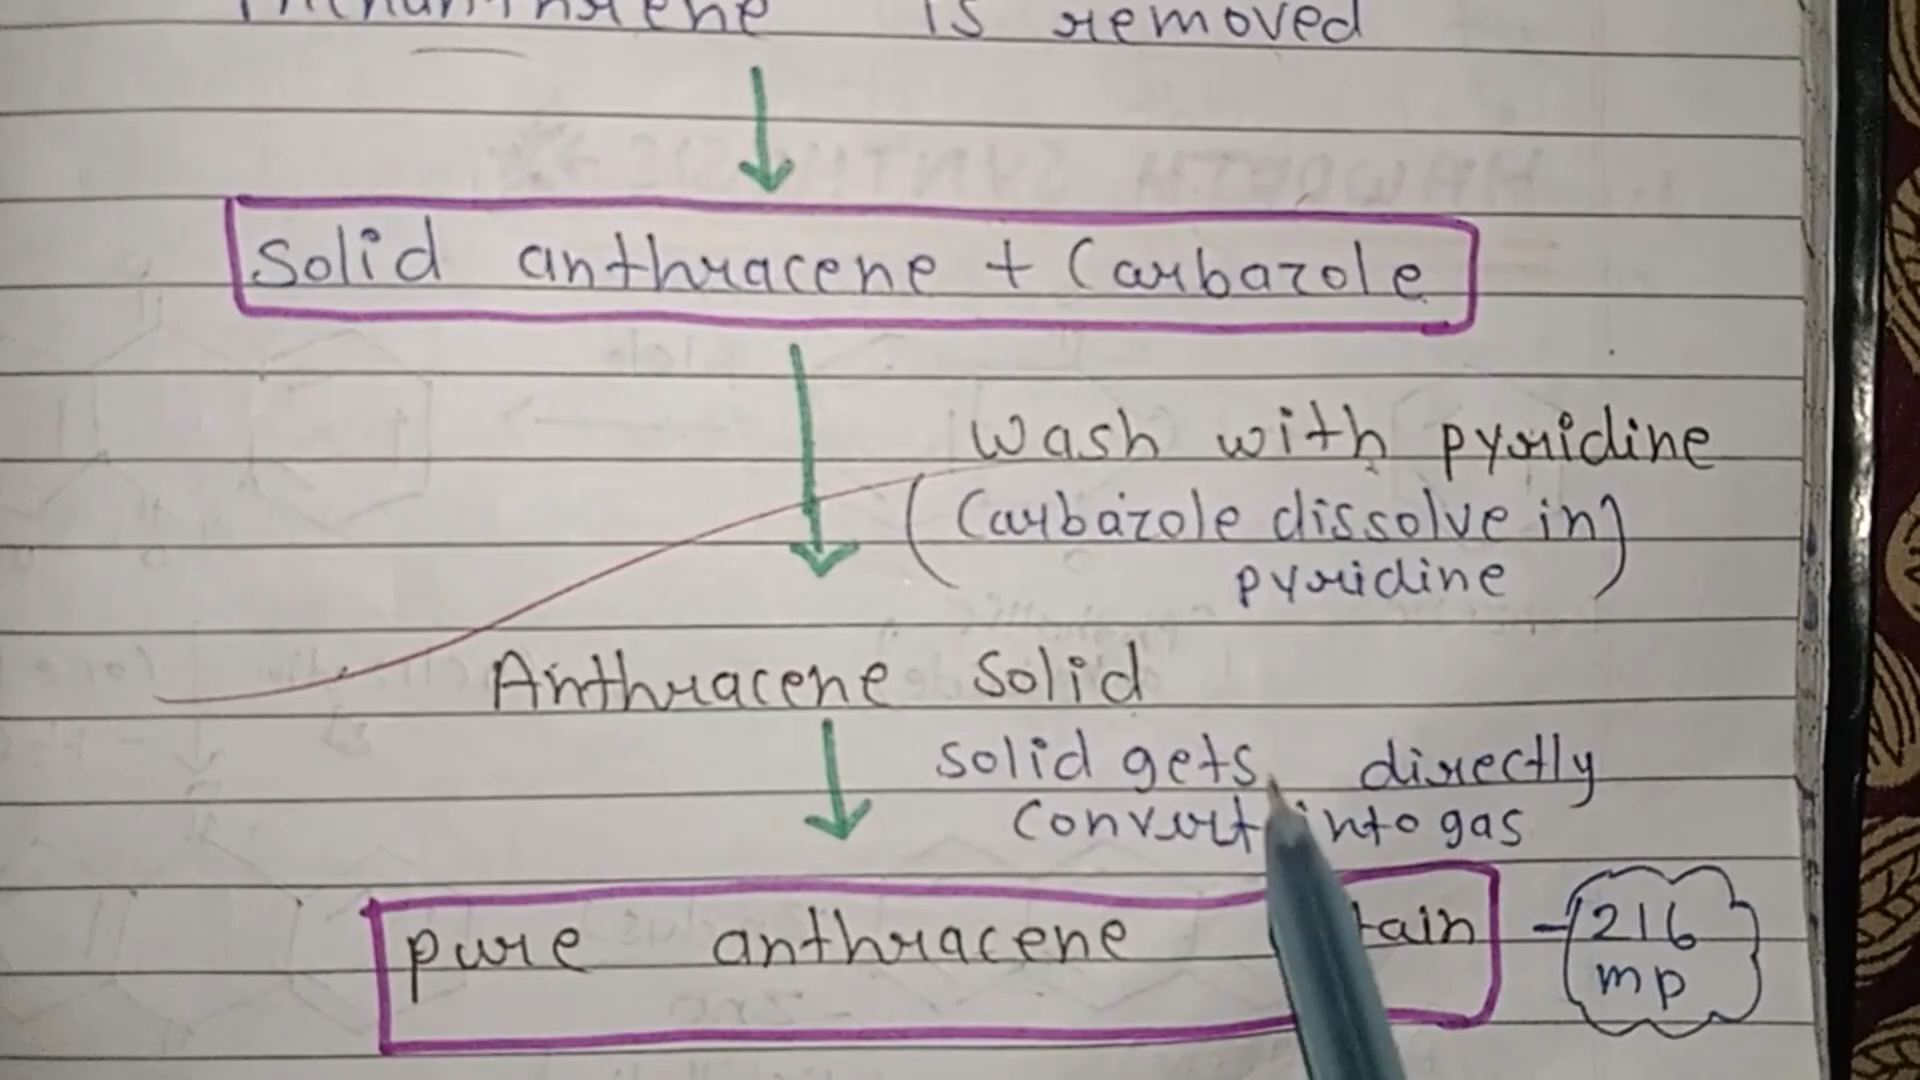 is removed
Solid anthracene + Carbazole
Wash with pyridine
(Carbazole dissolve in)
pyridine
Anthracene Solid
solid gets directly
convert into gas
pure anthracene tain - 216
mp